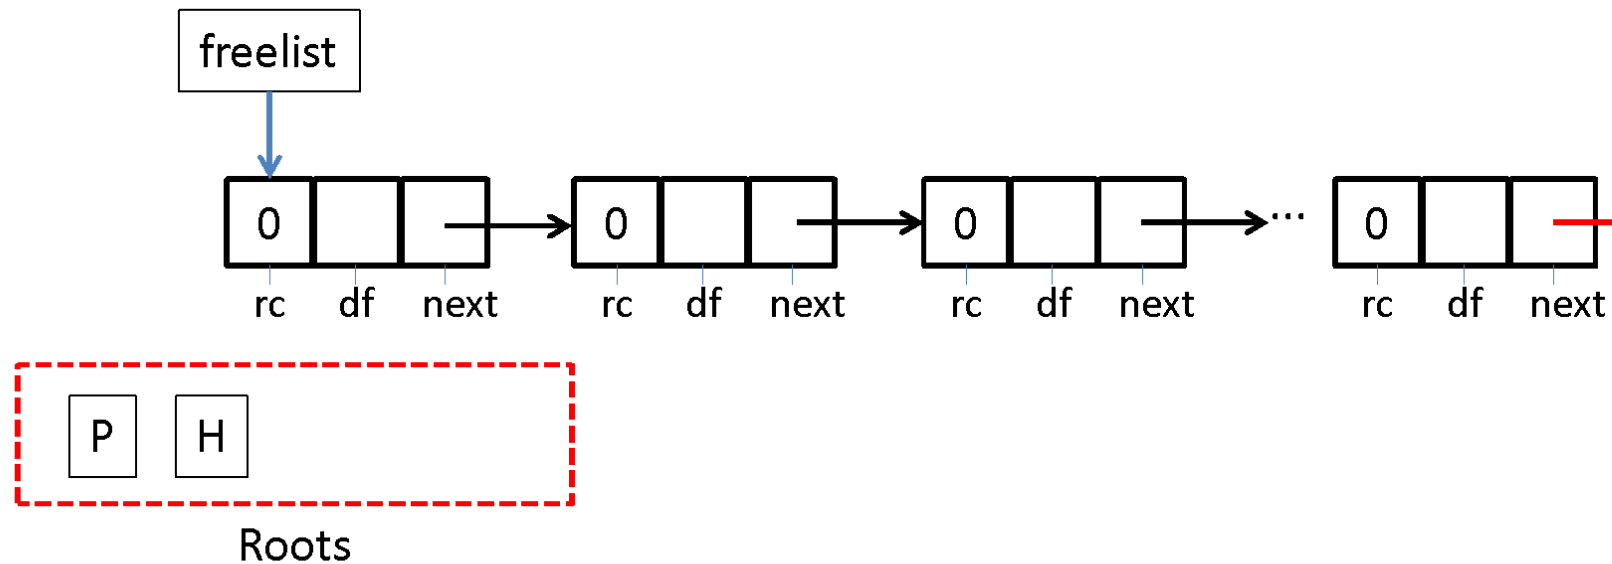 freelist
0 0 0 ... 0
rc df next rc df next rc df next rc df next
P H
Roots